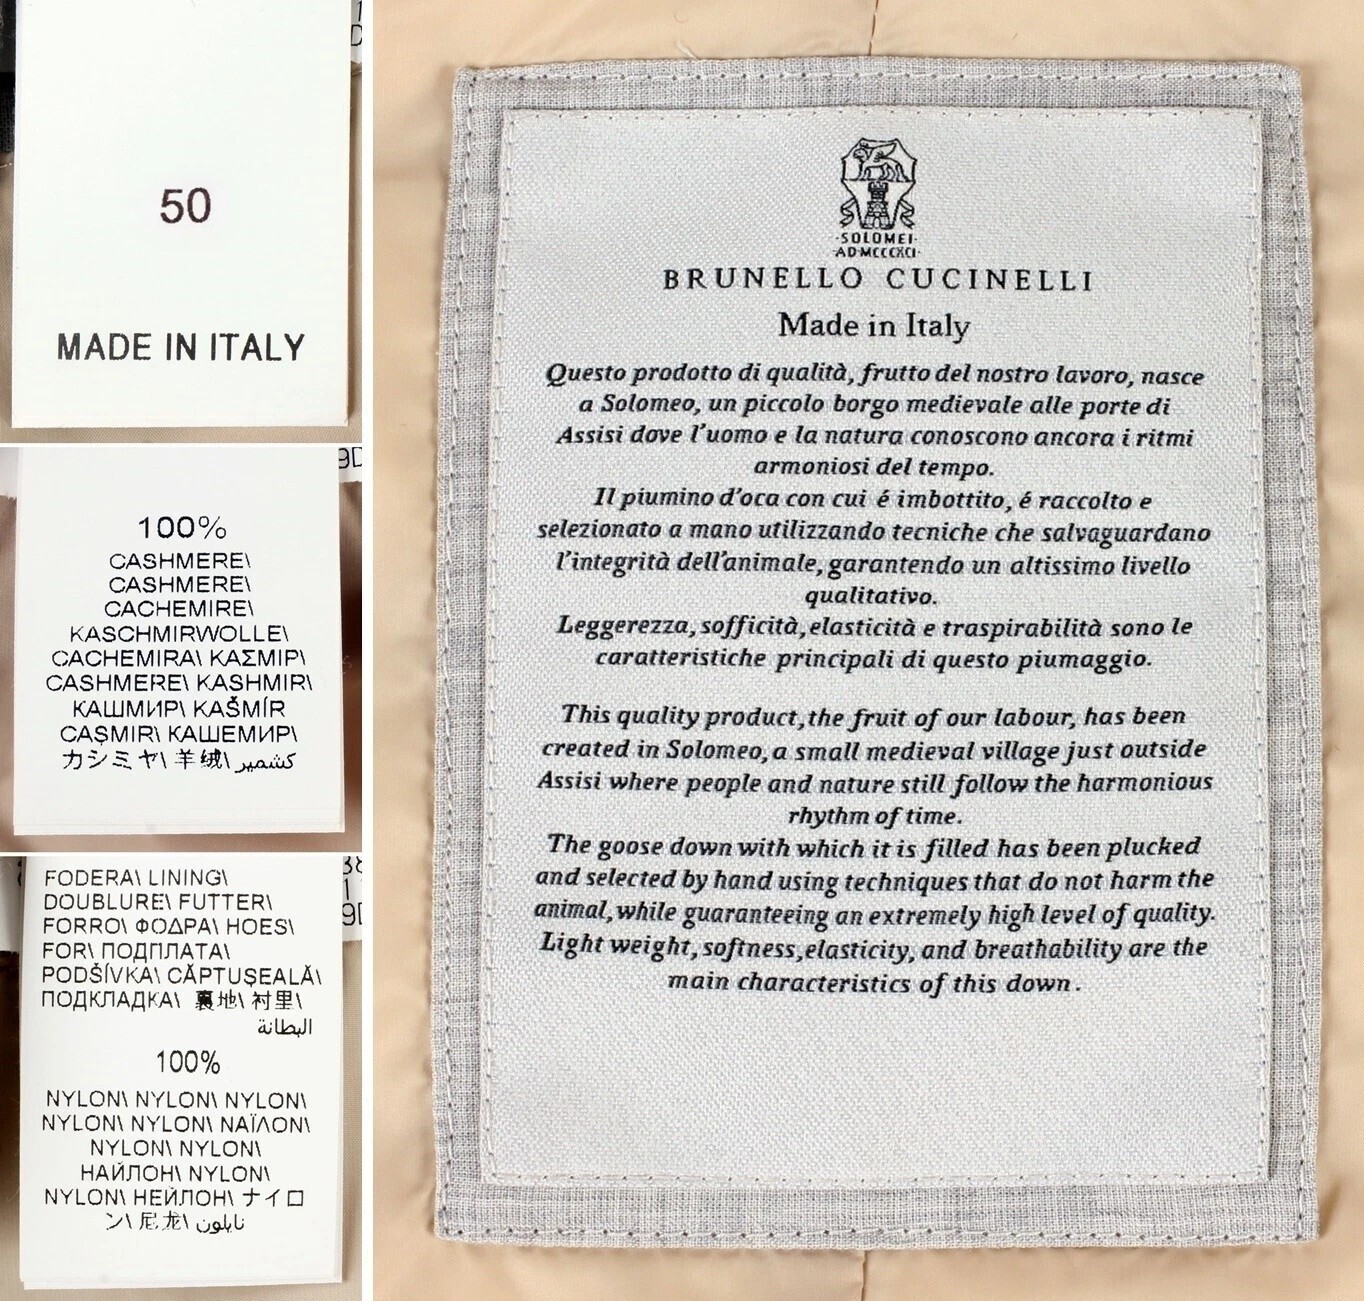 50
MADE IN ITALY
100%
CASHMERE\
CASHMERE\
CACHEMIRE\
KASCHMIRWOLLE\
CACHEMIRA\ ΚΑΣΜΙΡ\
CASHMERE\ KASHMIR\
КАШМИР\ KAŠMÍR
CAŞMIR\ КАШЕМИР\
カシミヤ\ 羊绒\ كشمير
FODERA\ LINING\
DOUBLURE\ FUTTER\
FORRO\ ΦΟΔΡΑ\ HOES\
FOR\ ПОДПЛАТА\
PODŠÍVKA\ CĂPTUŞEALĂ\
ПОДКЛАДКА\ 裏地\ 衬里\
البطانة
100%
NYLON\ NYLON\ NYLON\
NYLON\ NYLON\ ΝΑΪΛΟΝ\
NYLON\ NYLON\
НАЙЛОН\ NYLON\
NYLON\ НЕЙЛОН\ ナイロ
ン\ 尼龙\ نايلون
·SOLOMEI·
·AD·MCCCXCI·
BRUNELLO CUCINELLI
Made in Italy
Questo prodotto di qualità, frutto del nostro lavoro, nasce
a Solomeo, un piccolo borgo medievale alle porte di
Assisi dove l'uomo e la natura conoscono ancora i ritmi
armoniosi del tempo.
Il piumino d'oca con cui é imbottito, é raccolto e
selezionato a mano utilizzando tecniche che salvaguardano
l'integrità dell'animale, garantendo un altissimo livello
qualitativo.
Leggerezza, sofficità, elasticità e traspirabilità sono le
caratteristiche principali di questo piumaggio.
This quality product, the fruit of our labour, has been
created in Solomeo, a small medieval village just outside
Assisi where people and nature still follow the harmonious
rhythm of time.
The goose down with which it is filled has been plucked
and selected by hand using techniques that do not harm the
animal, while guaranteeing an extremely high level of quality.
Light weight, softness, elasticity, and breathability are the
main characteristics of this down.